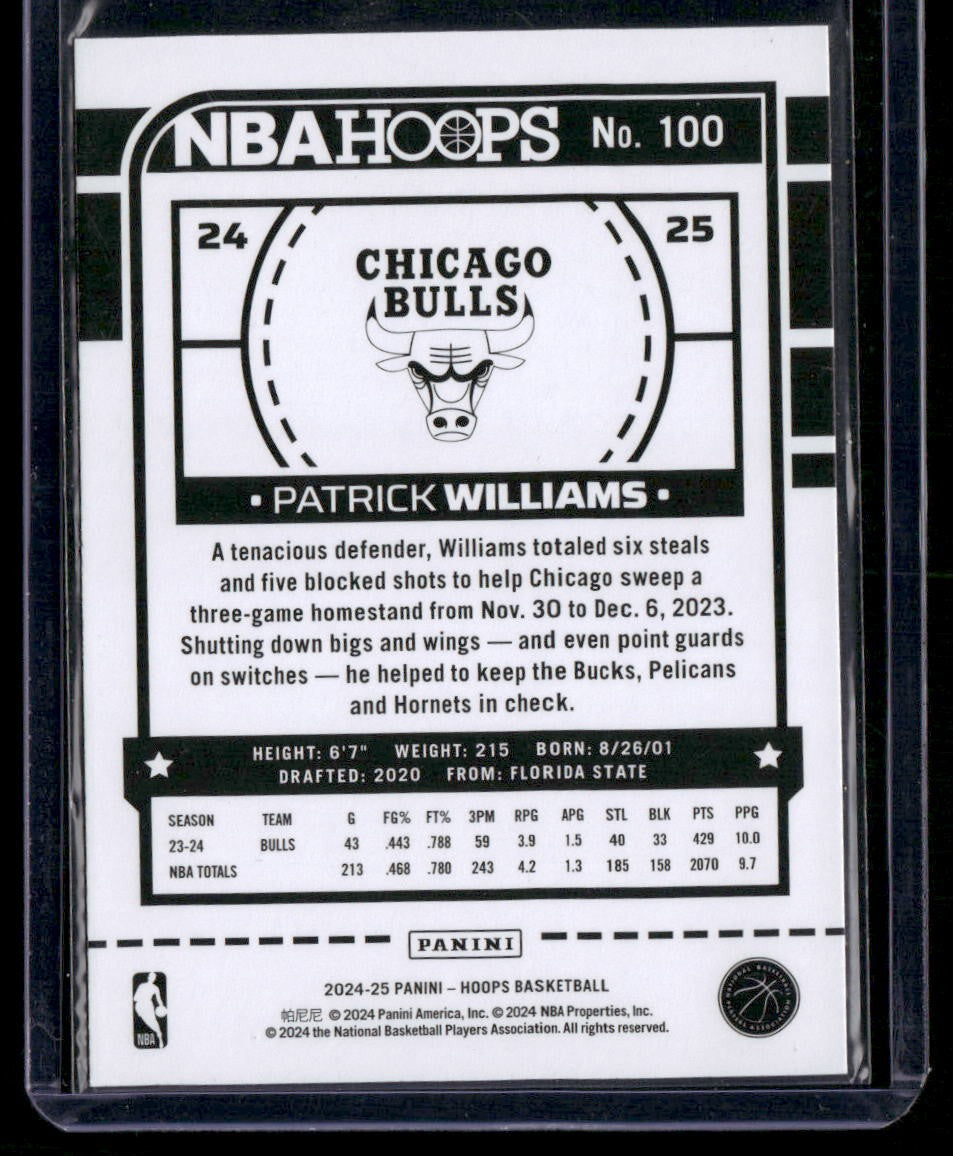 NBA HOOPS No. 100
24 25
CHICAGO
BULLS
• PATRICK WILLIAMS •
A tenacious defender, Williams totaled six steals
and five blocked shots to help Chicago sweep a
three-game homestand from Nov. 30 to Dec. 6, 2023.
Shutting down bigs and wings — and even point guards
on switches — he helped to keep the Bucks, Pelicans
and Hornets in check.
HEIGHT: 6'7" WEIGHT: 215 BORN: 8/26/01
DRAFTED: 2020 FROM: FLORIDA STATE
SEASON TEAM G FG% FT% 3PM RPG APG STL BLK PTS PPG
23-24 BULLS 43 .443 .788 59 3.9 1.5 40 33 429 10.0
NBA TOTALS 213 .468 .780 243 4.2 1.3 185 158 2070 9.7
PANINI
2024-25 PANINI – HOOPS BASKETBALL
帕尼尼 © 2024 Panini America, Inc. © 2024 NBA Properties, Inc.
© 2024 the National Basketball Players Association. All rights reserved.
NBA
NATIONAL BASKETBALL PLAYERS ASSOCIATION